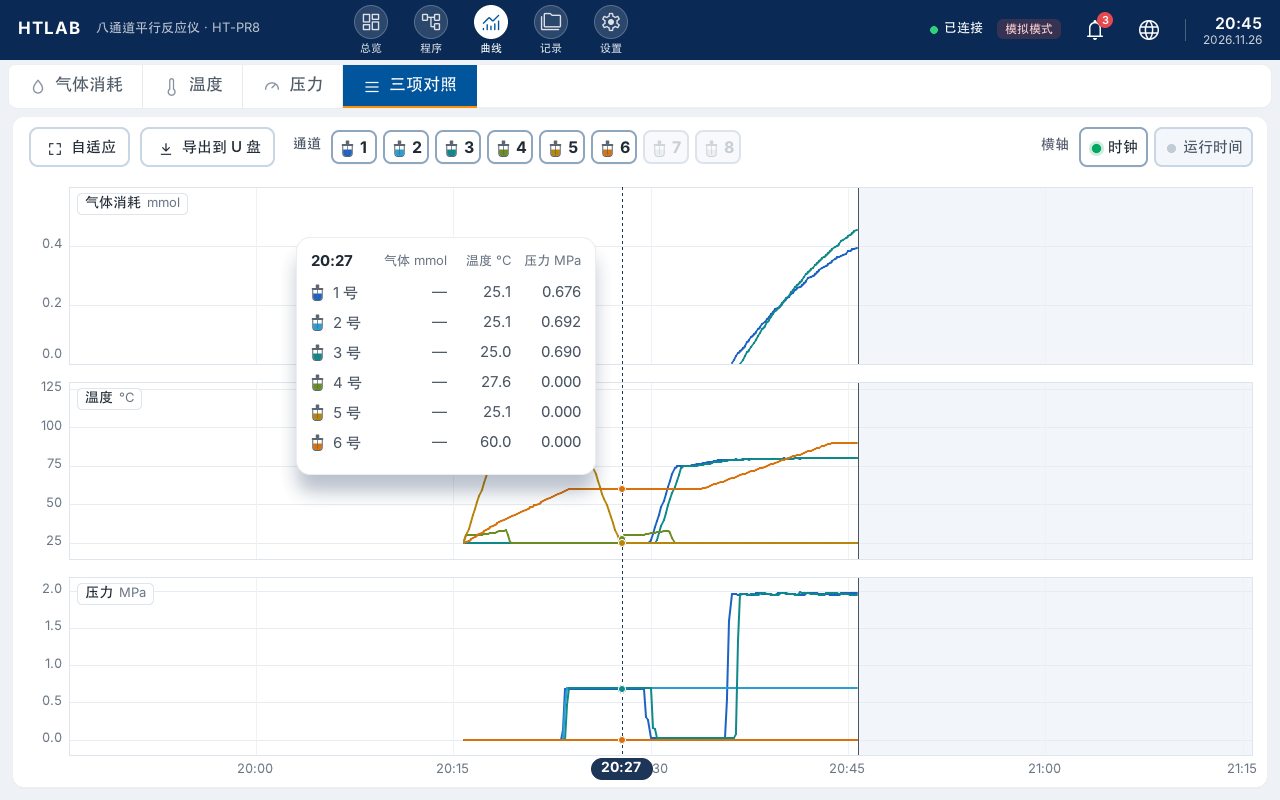 HTLAB 八通道平行反应仪 · HT-PR8
总览 程序 曲线 记录 设置
已连接 模拟模式 3 20:45
2026.11.26
气体消耗 温度 压力 三项对照
自适应 导出到 U 盘 通道 1 2 3 4 5 6 7 8 横轴 时钟 运行时间
气体消耗 mmol
0.4
0.2
0.0
20:27 气体 mmol 温度 °C 压力 MPa
1 号 — 25.1 0.676
2 号 — 25.1 0.692
3 号 — 25.0 0.690
4 号 — 27.6 0.000
5 号 — 25.1 0.000
6 号 — 60.0 0.000
温度 °C
125
100
75
50
25
压力 MPa
2.0
1.5
1.0
0.5
0.0
20:00 20:15 20:27 30 20:45 21:00 21:15